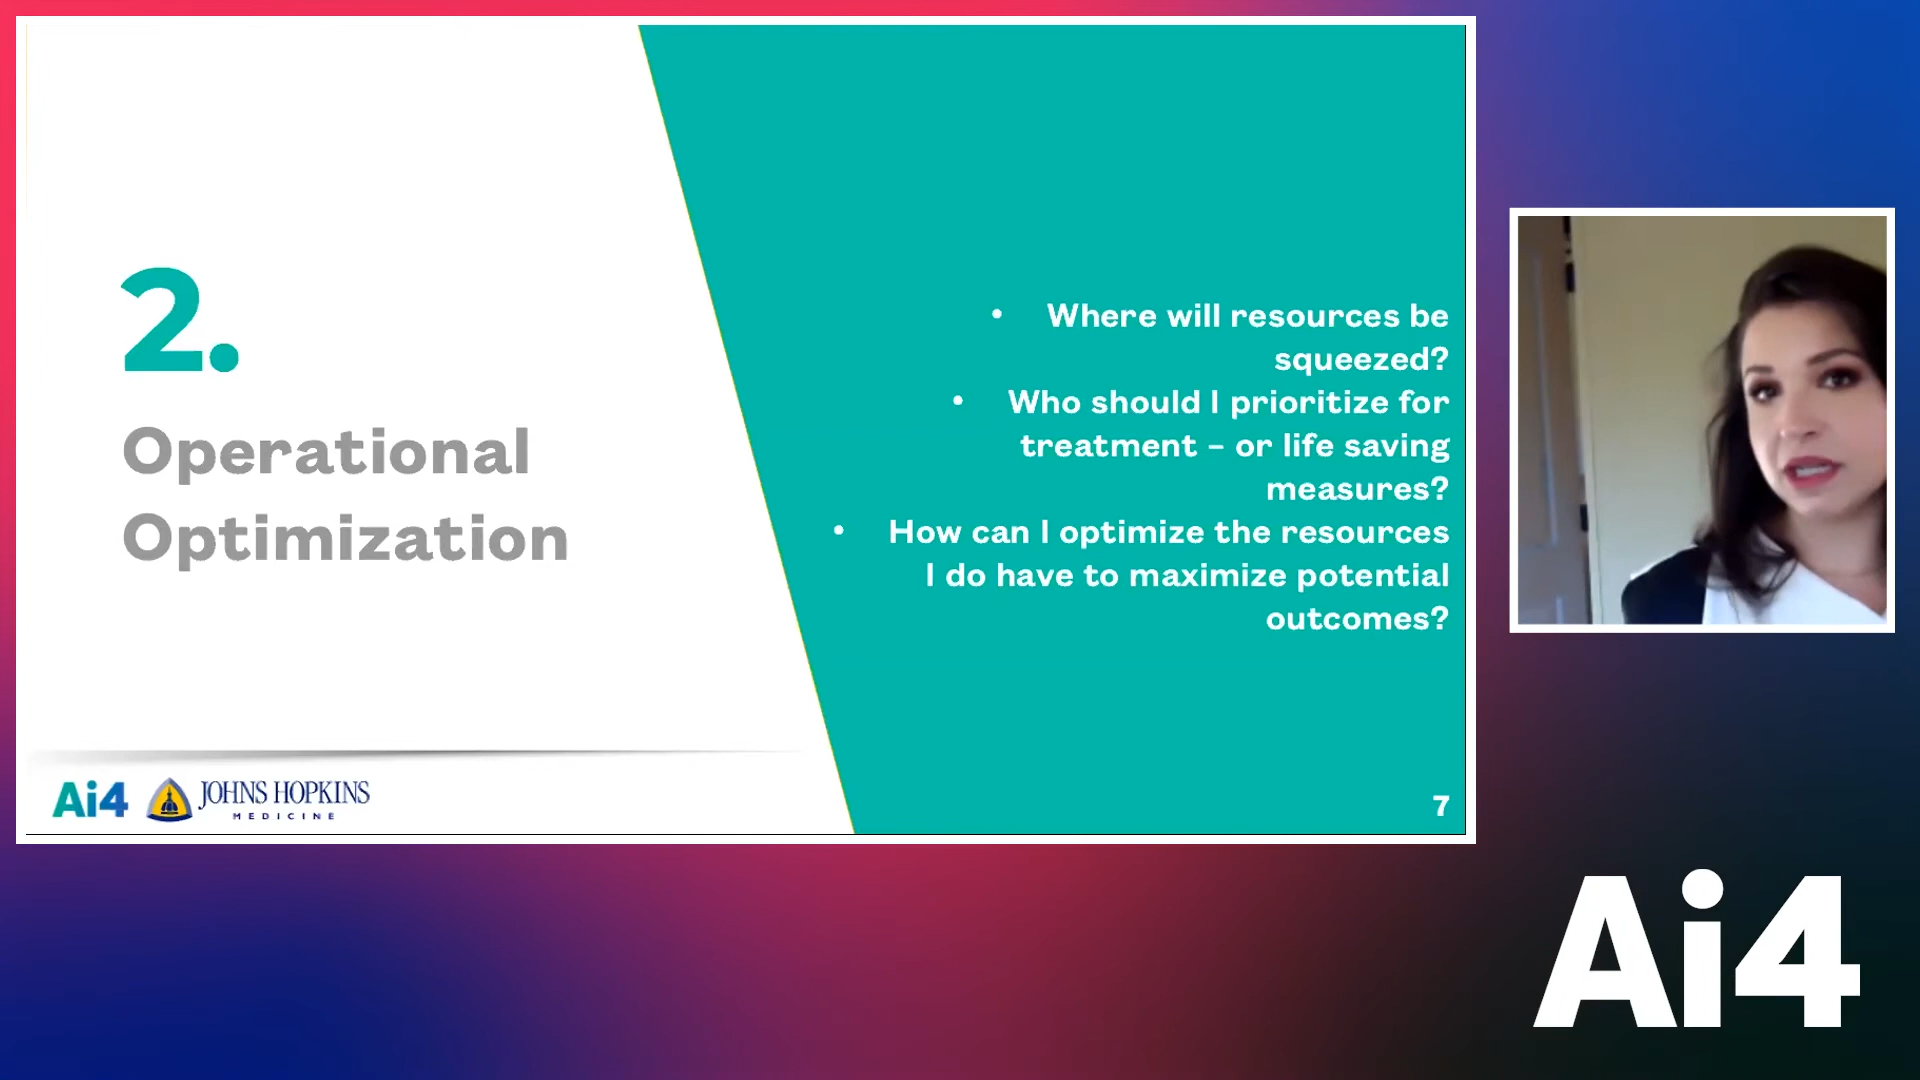 2.
Operational
Optimization
• Where will resources be
squeezed?
• Who should I prioritize for
treatment – or life saving
measures?
• How can I optimize the resources
I do have to maximize potential
outcomes?
Ai4
JOHNS HOPKINS
MEDICINE
7
Ai4